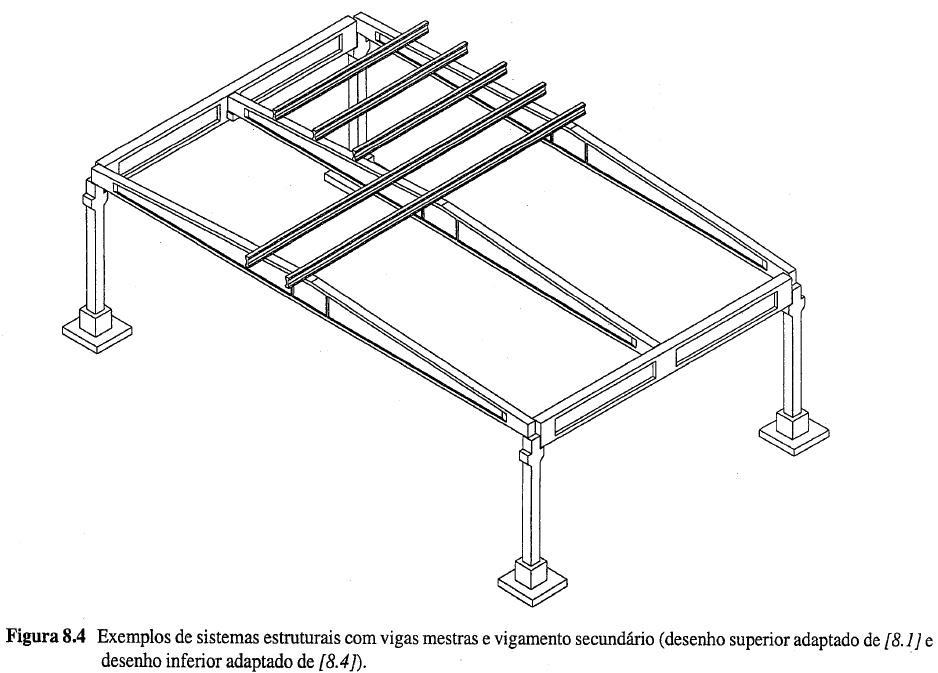 Figura 8.4 Exemplos de sistemas estruturais com vigas mestras e vigamento secundário (desenho superior adaptado de [8.1] e
desenho inferior adaptado de [8.4]).